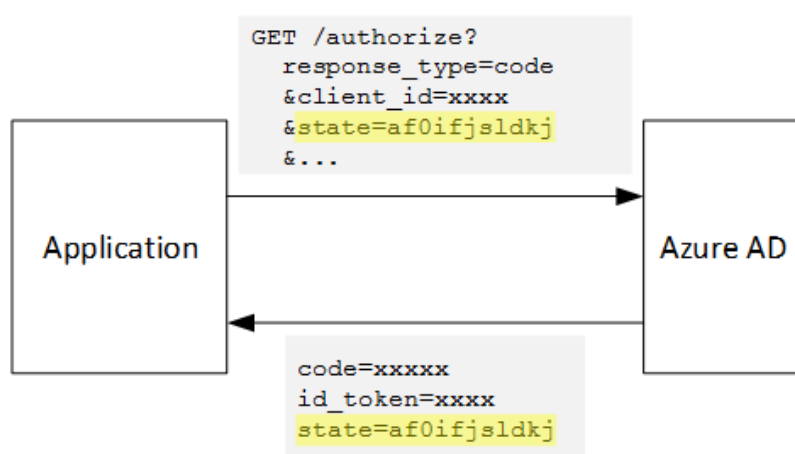 GET /authorize?
response_type=code
&client_id=xxxx
&state=af0ifjsldkj
&...
Application
Azure AD
code=xxxxx
id_token=xxxx
state=af0ifjsldkj